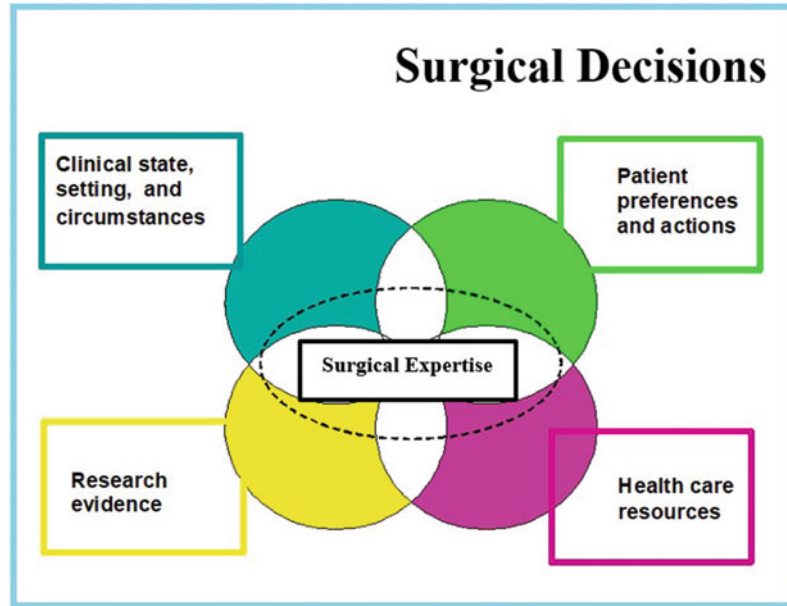 Surgical Decisions
Clinical state,
setting, and
circumstances
Patient
preferences
and actions
Surgical Expertise
Research
evidence
Health care
resources